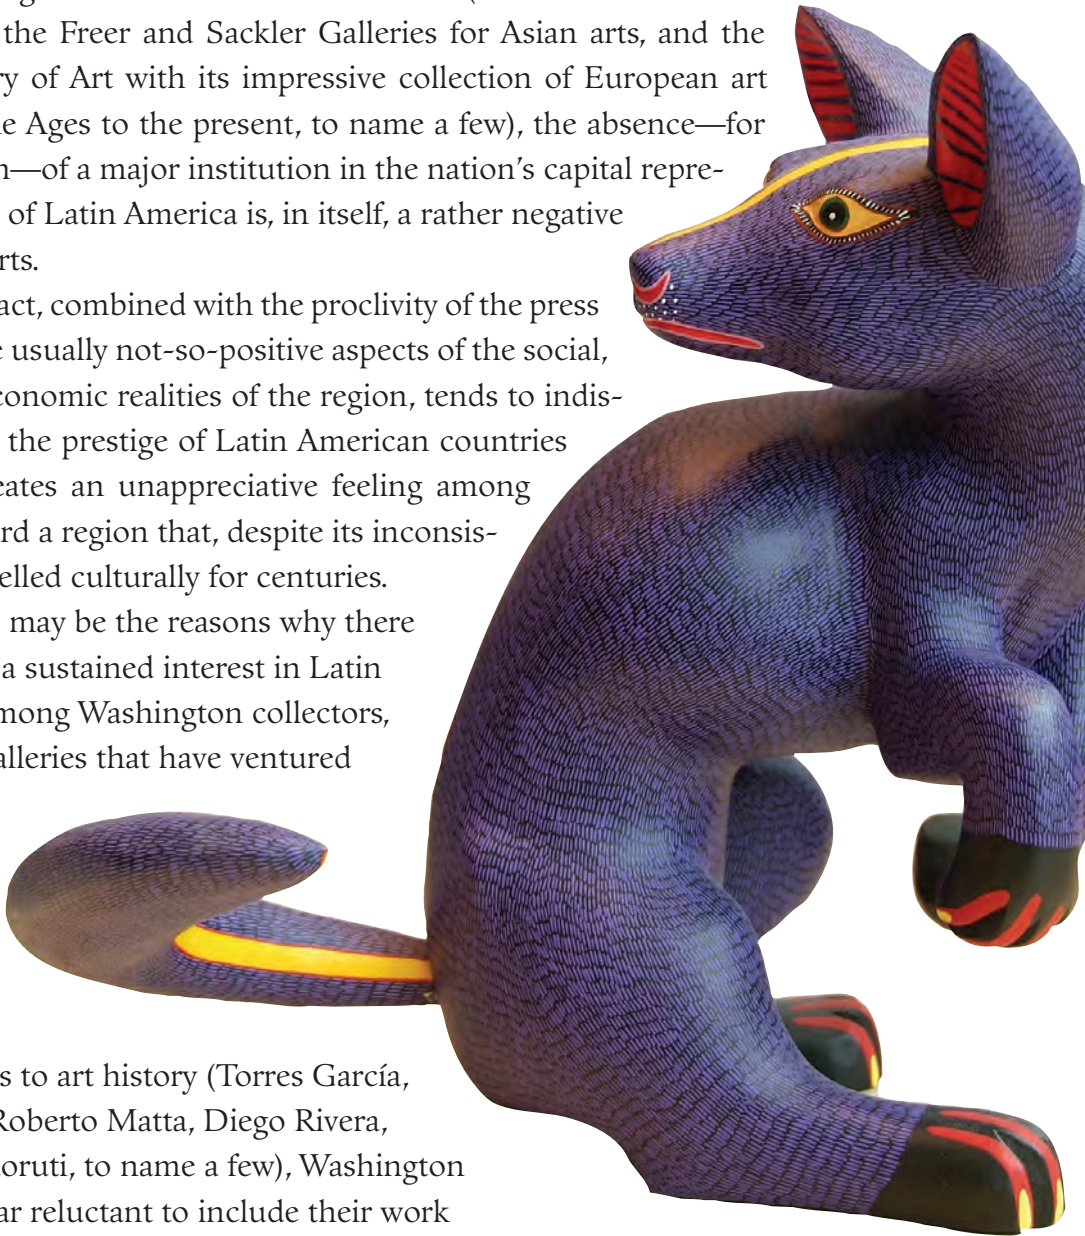 the Freer and Sackler Galleries for Asian arts, and the
ry of Art with its impressive collection of European art
e Ages to the present, to name a few), the absence—for
n—of a major institution in the nation's capital repre-
of Latin America is, in itself, a rather negative
rts.
act, combined with the proclivity of the press
e usually not-so-positive aspects of the social,
conomic realities of the region, tends to indis-
the prestige of Latin American countries
eates an unappreciative feeling among
rd a region that, despite its inconsis-
elled culturally for centuries.
may be the reasons why there
a sustained interest in Latin
mong Washington collectors,
alleries that have ventured
s to art history (Torres García,
Roberto Matta, Diego Rivera,
oruti, to name a few), Washington
ar reluctant to include their work